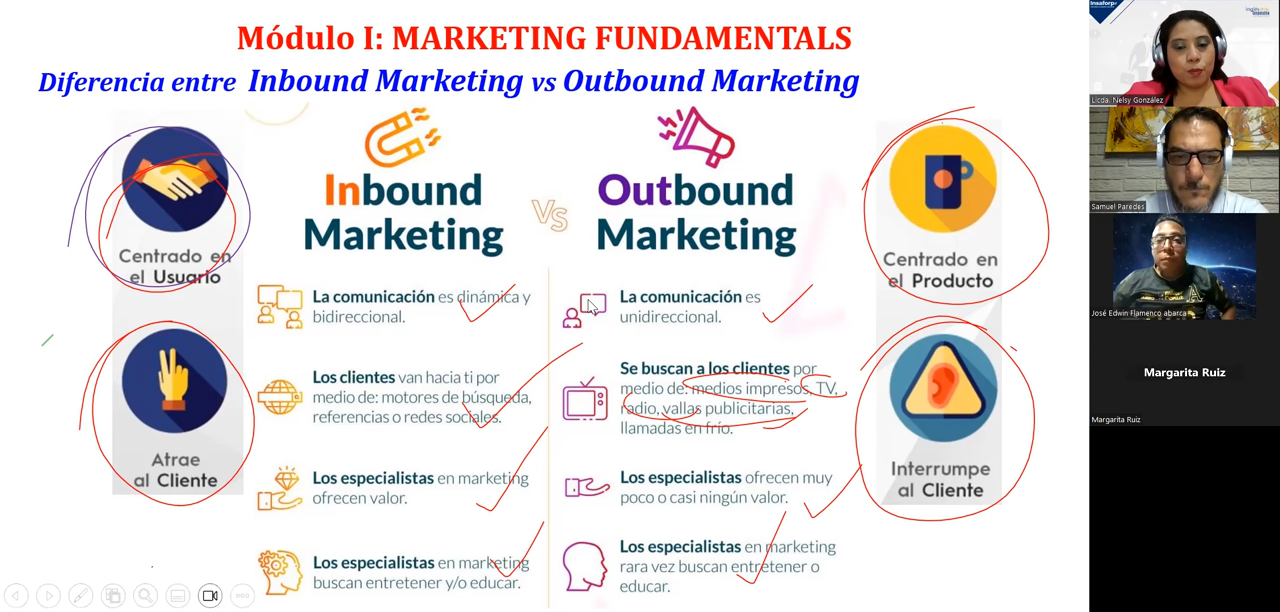 Módulo I: MARKETING FUNDAMENTALS
Diferencia entre Inbound Marketing vs Outbound Marketing
Centrado en
el Usuario
Atrae
al Cliente
Inbound
Marketing
La comunicación es dinámica y
bidireccional.
Los clientes van hacia ti por
medio de: motores de búsqueda,
referencias o redes sociales.
Los especialistas en marketing
ofrecen valor.
Los especialistas en marketing
buscan entretener y/o educar.
Vs
Outbound
Marketing
La comunicación es
unidireccional.
Se buscan a los clientes por
medio de: medios impresos, TV,
radio, vallas publicitarias,
llamadas en frío.
Los especialistas ofrecen muy
poco o casi ningún valor.
Los especialistas en marketing
rara vez buscan entretener o
educar.
Centrado en
el Producto
Interrumpe
al Cliente
Insaforp
Licda. Nelsy González
Samuel Paredes
José Edwin Flamenco abarca
Margarita Ruiz
Margarita Ruiz